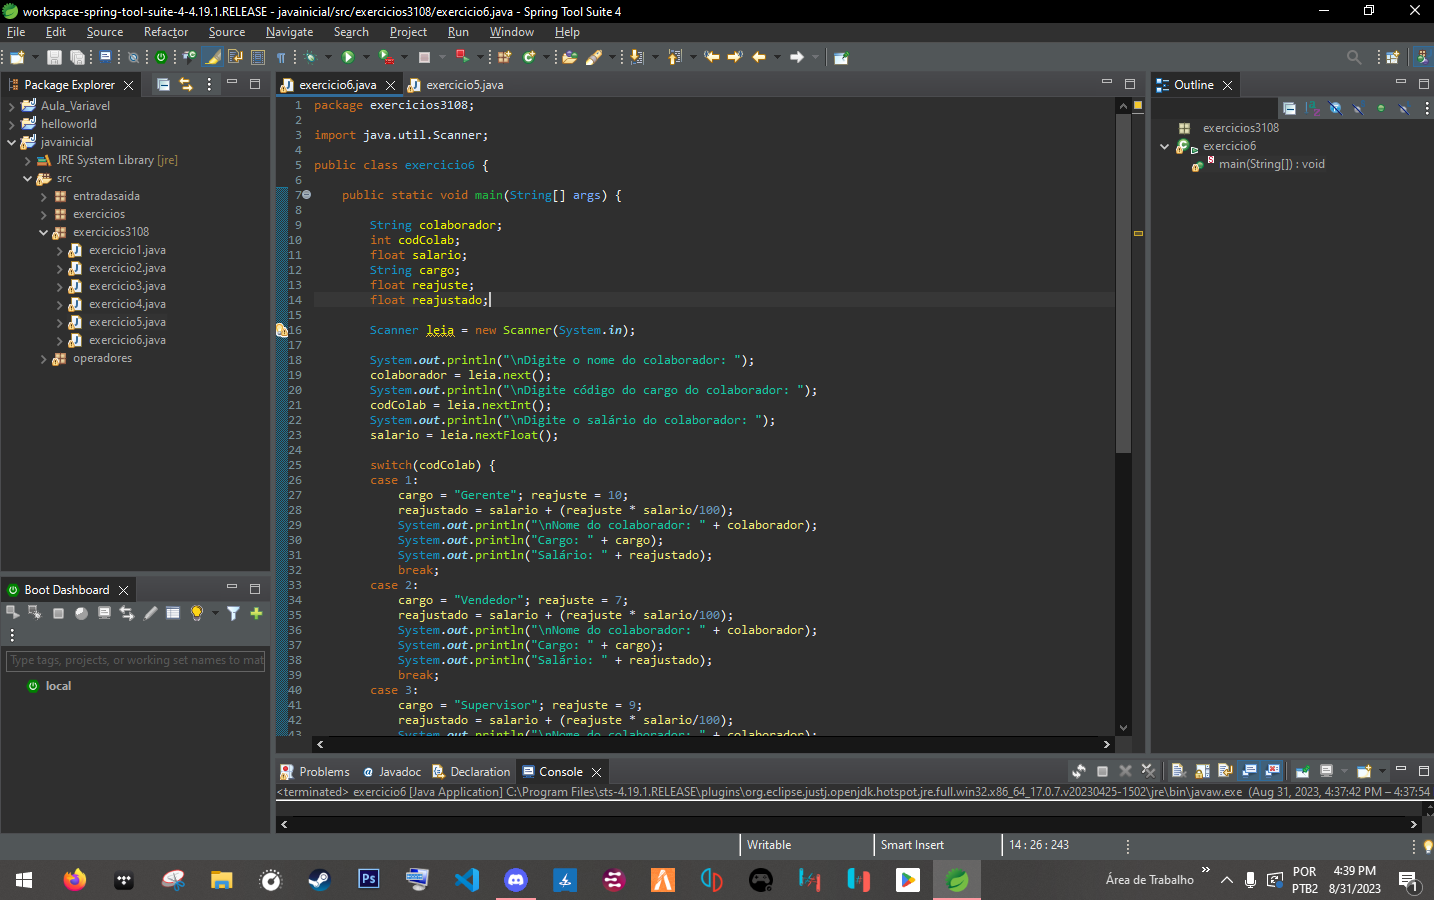 workspace-spring-tool-suite-4-4.19.1.RELEASE - javainicial/src/exercicios3108/exercicio6.java - Spring Tool Suite 4
File Edit Source Refactor Source Navigate Search Project Run Window Help
Package Explorer
Aula_Variavel
helloworld
javainicial
JRE System Library [jre]
src
entradasaida
exercicios
exercicios3108
exercicio1.java
exercicio2.java
exercicio3.java
exercicio4.java
exercicio5.java
exercicio6.java
operadores
Boot Dashboard
Type tags, projects, or working set names to mat
local
exercicio6.java exercicio5.java
1 package exercicios3108;
2
3 import java.util.Scanner;
4
5 public class exercicio6 {
6
7 public static void main(String[] args) {
8
9 String colaborador;
10 int codColab;
11 float salario;
12 String cargo;
13 float reajuste;
14 float reajustado;
15
16 Scanner leia = new Scanner(System.in);
17
18 System.out.println("\nDigite o nome do colaborador: ");
19 colaborador = leia.next();
20 System.out.println("\nDigite código do cargo do colaborador: ");
21 codColab = leia.nextInt();
22 System.out.println("\nDigite o salário do colaborador: ");
23 salario = leia.nextFloat();
24
25 switch(codColab) {
26 case 1:
27 cargo = "Gerente"; reajuste = 10;
28 reajustado = salario + (reajuste * salario/100);
29 System.out.println("\nNome do colaborador: " + colaborador);
30 System.out.println("Cargo: " + cargo);
31 System.out.println("Salário: " + reajustado);
32 break;
33 case 2:
34 cargo = "Vendedor"; reajuste = 7;
35 reajustado = salario + (reajuste * salario/100);
36 System.out.println("\nNome do colaborador: " + colaborador);
37 System.out.println("Cargo: " + cargo);
38 System.out.println("Salário: " + reajustado);
39 break;
40 case 3:
41 cargo = "Supervisor"; reajuste = 9;
42 reajustado = salario + (reajuste * salario/100);
43 System.out.println("\nNome do colaborador: " + colaborador);
Outline
exercicios3108
exercicio6
main(String[]) : void
Problems Javadoc Declaration Console
<terminated> exercicio6 [Java Application] C:\Program Files\sts-4.19.1.RELEASE\plugins\org.eclipse.justj.openjdk.hotspot.jre.full.win32.x86_64_17.0.7.v20230425-1502\jre\bin\javaw.exe (Aug 31, 2023, 4:37:42 PM – 4:37:54
Writable Smart Insert 14 : 26 : 243
Área de Trabalho
POR
PTB2
4:39 PM
8/31/2023
1